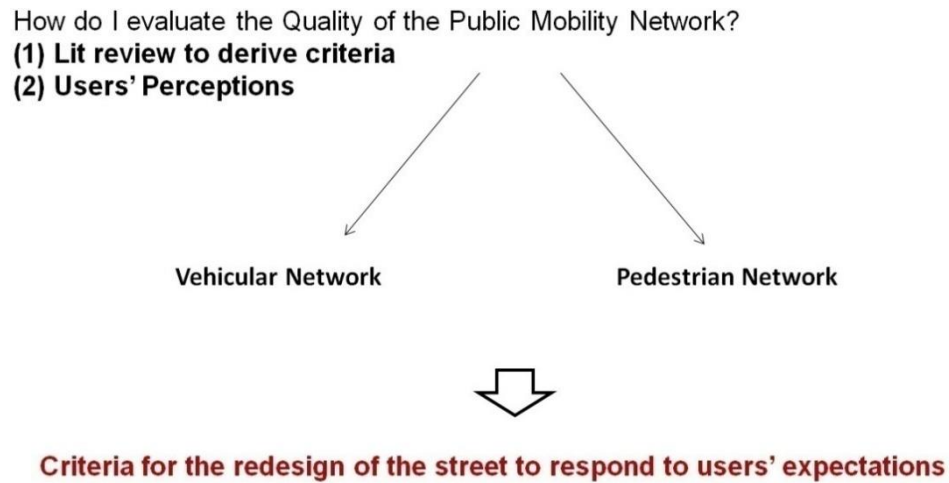 How do I evaluate the Quality of the Public Mobility Network?
(1) Lit review to derive criteria
(2) Users’ Perceptions
Vehicular Network
Pedestrian Network
Criteria for the redesign of the street to respond to users’ expectations